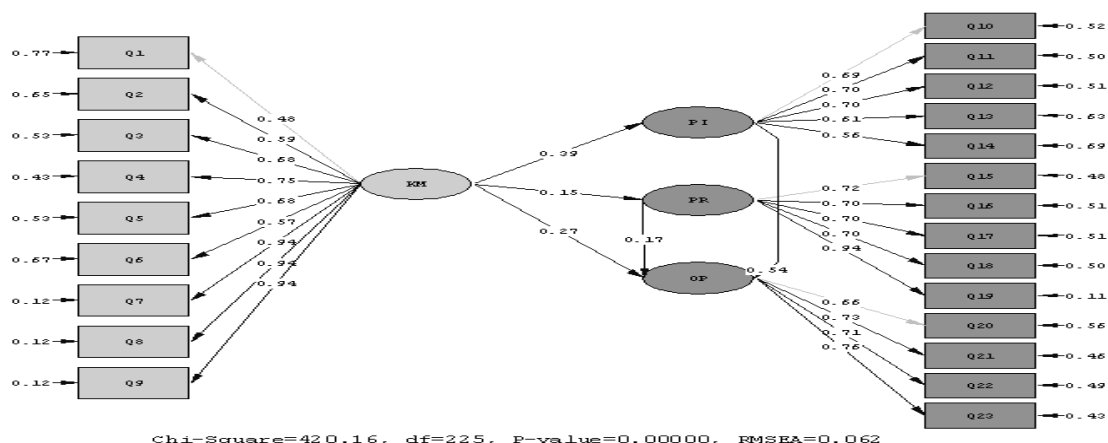 Q10 0.52
0.77 Q1
Q11 0.50
0.69
0.65 Q2 0.70 Q12 0.51
0.48 0.70
0.59 PI 0.61 Q13 0.63
0.53 Q3 0.56
0.68 0.39 Q14 0.69
0.43 Q4 0.75 KM 0.72 Q15 0.48
0.68 0.15 PR 0.70 Q16 0.51
0.53 Q5 0.57 0.27 0.70
0.94 0.17 0.70 Q17 0.51
0.67 Q6 0.94 0.94
0.94 OP 0.54 Q18 0.50
0.12 Q7 0.66 Q19 0.11
0.73 Q20 0.56
0.12 Q8 0.71
0.76 Q21 0.46
0.12 Q9 Q22 0.49
Q23 0.43
Chi-Square=420.16, df=225, P-value=0.00000, RMSEA=0.062